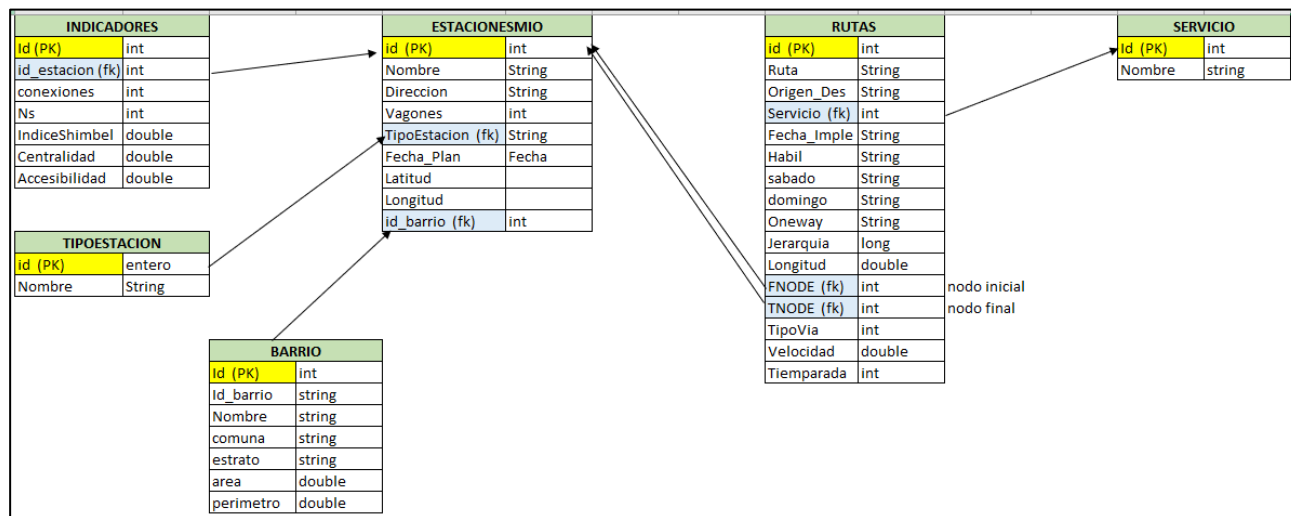 INDICADORES
Id (PK) int
id_estacion (fk) int
conexiones int
Ns int
IndiceShimbel double
Centralidad double
Accesibilidad double
TIPOESTACION
id (PK) entero
Nombre String
BARRIO
Id (PK) int
Id_barrio string
Nombre string
comuna string
estrato string
area double
perimetro double
ESTACIONESMIO
id (PK) int
Nombre String
Direccion String
Vagones int
TipoEstacion (fk) String
Fecha_Plan Fecha
Latitud
Longitud
id_barrio (fk) int
RUTAS
id (PK) int
Ruta String
Origen_Des String
Servicio (fk) int
Fecha_Imple String
Habil String
sabado String
domingo String
Oneway String
Jerarquia long
Longitud double
FNODE (fk) int nodo inicial
TNODE (fk) int nodo final
TipoVia int
Velocidad double
Tiemparada int
SERVICIO
Id (PK) int
Nombre string